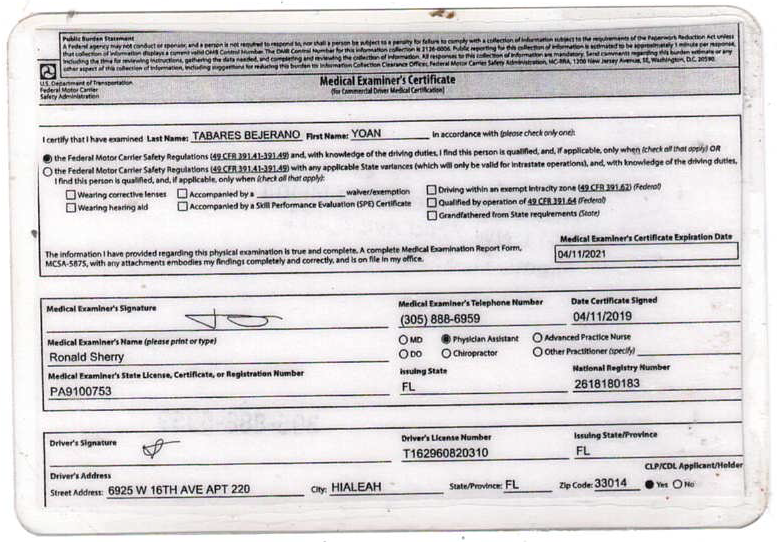 Public Burden Statement
A Federal agency may not conduct or sponsor, and a person is not required to respond to, nor shall a person be subject to a penalty for failure to comply with a collection of information subject to the requirements of the Paperwork Reduction Act unless
that collection of information displays a current valid OMB Control Number. The OMB Control Number for this information collection is 2126-0006. Public reporting for this collection of information is estimated to be approximately 1 minute per response,
including the time for reviewing instructions, gathering the data needed, and completing and reviewing the collection of information. All responses to this collection of information are mandatory. Send comments regarding this burden estimate or any
other aspect of this collection of information, including suggestions for reducing this burden to: Information Collection Clearance Officer, Federal Motor Carrier Safety Administration, MC-RRA, 1200 New Jersey Avenue, SE, Washington, D.C. 20590.
U.S. Department of Transportation
Federal Motor Carrier
Safety Administration
Medical Examiner's Certificate
(for Commercial Driver Medical Certification)
I certify that I have examined Last Name: TABARES BEJERANO First Name: YOAN in accordance with (please check only one):
the Federal Motor Carrier Safety Regulations (49 CFR 391.41-391.49) and, with knowledge of the driving duties, I find this person is qualified, and, if applicable, only when (check all that apply) OR
the Federal Motor Carrier Safety Regulations (49 CFR 391.41-391.49) with any applicable State variances (which will only be valid for intrastate operations), and, with knowledge of the driving duties,
I find this person is qualified, and, if applicable, only when (check all that apply):
Wearing corrective lenses Accompanied by a waiver/exemption Driving within an exempt intracity zone (49 CFR 391.62) (Federal)
Wearing hearing aid Accompanied by a Skill Performance Evaluation (SPE) Certificate Qualified by operation of 49 CFR 391.64 (Federal)
Grandfathered from State requirements (State)
The information I have provided regarding this physical examination is true and complete. A complete Medical Examination Report Form,
MCSA-5875, with any attachments embodies my findings completely and correctly, and is on file in my office.
Medical Examiner's Certificate Expiration Date
04/11/2021
Medical Examiner's Signature Medical Examiner's Telephone Number Date Certificate Signed
(305) 888-6959 04/11/2019
Medical Examiner's Name (please print or type) MD Physician Assistant Advanced Practice Nurse
Ronald Sherry DO Chiropractor Other Practitioner (specify)
Medical Examiner's State License, Certificate, or Registration Number Issuing State National Registry Number
PA9100753 FL 2618180183
Driver's Signature Driver's License Number Issuing State/Province
T162960820310 FL
Driver's Address CLP/CDL Applicant/Holder
Street Address: 6925 W 16TH AVE APT 220 City: HIALEAH State/Province: FL Zip Code: 33014 Yes No